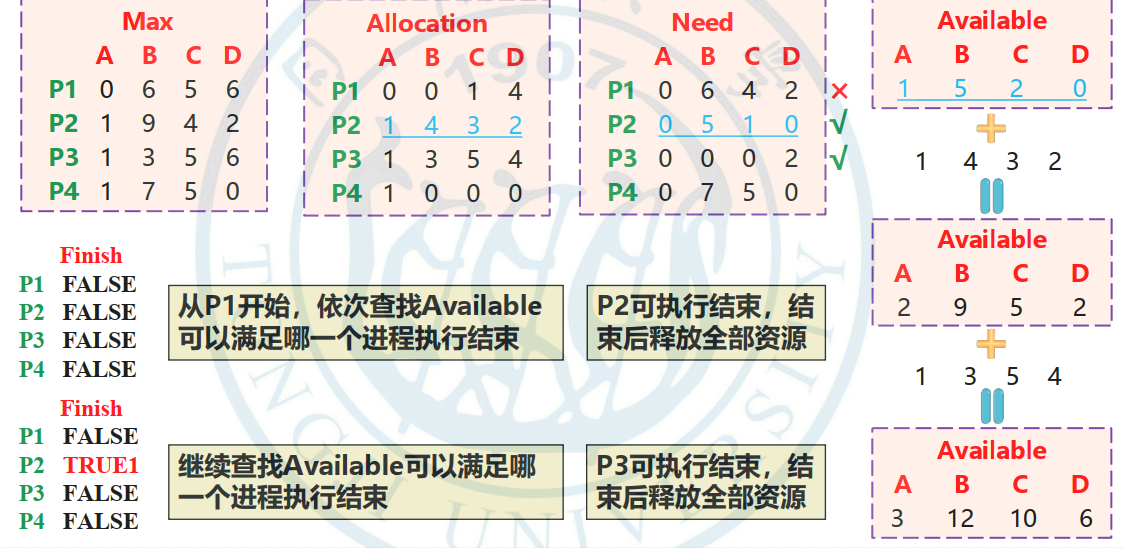 Max
A B C D
P1 0 6 5 6
P2 1 9 4 2
P3 1 3 5 6
P4 1 7 5 0
Allocation
A B C D
P1 0 0 1 4
P2 1 4 3 2
P3 1 3 5 4
P4 1 0 0 0
Need
A B C D
P1 0 6 4 2 ×
P2 0 5 1 0 √
P3 0 0 0 2 √
P4 0 7 5 0
Available
A B C D
1 5 2 0
+
1 4 3 2
Available
A B C D
2 9 5 2
+
1 3 5 4
Available
A B C D
3 12 10 6
Finish
P1 FALSE
P2 FALSE
P3 FALSE
P4 FALSE
从P1开始，依次查找Available
可以满足哪一个进程执行结束
P2可执行结束，结
束后释放全部资源
Finish
P1 FALSE
P2 TRUE1
P3 FALSE
P4 FALSE
继续查找Available可以满足哪
一个进程执行结束
P3可执行结束，结
束后释放全部资源
1907
UNIVERSITY